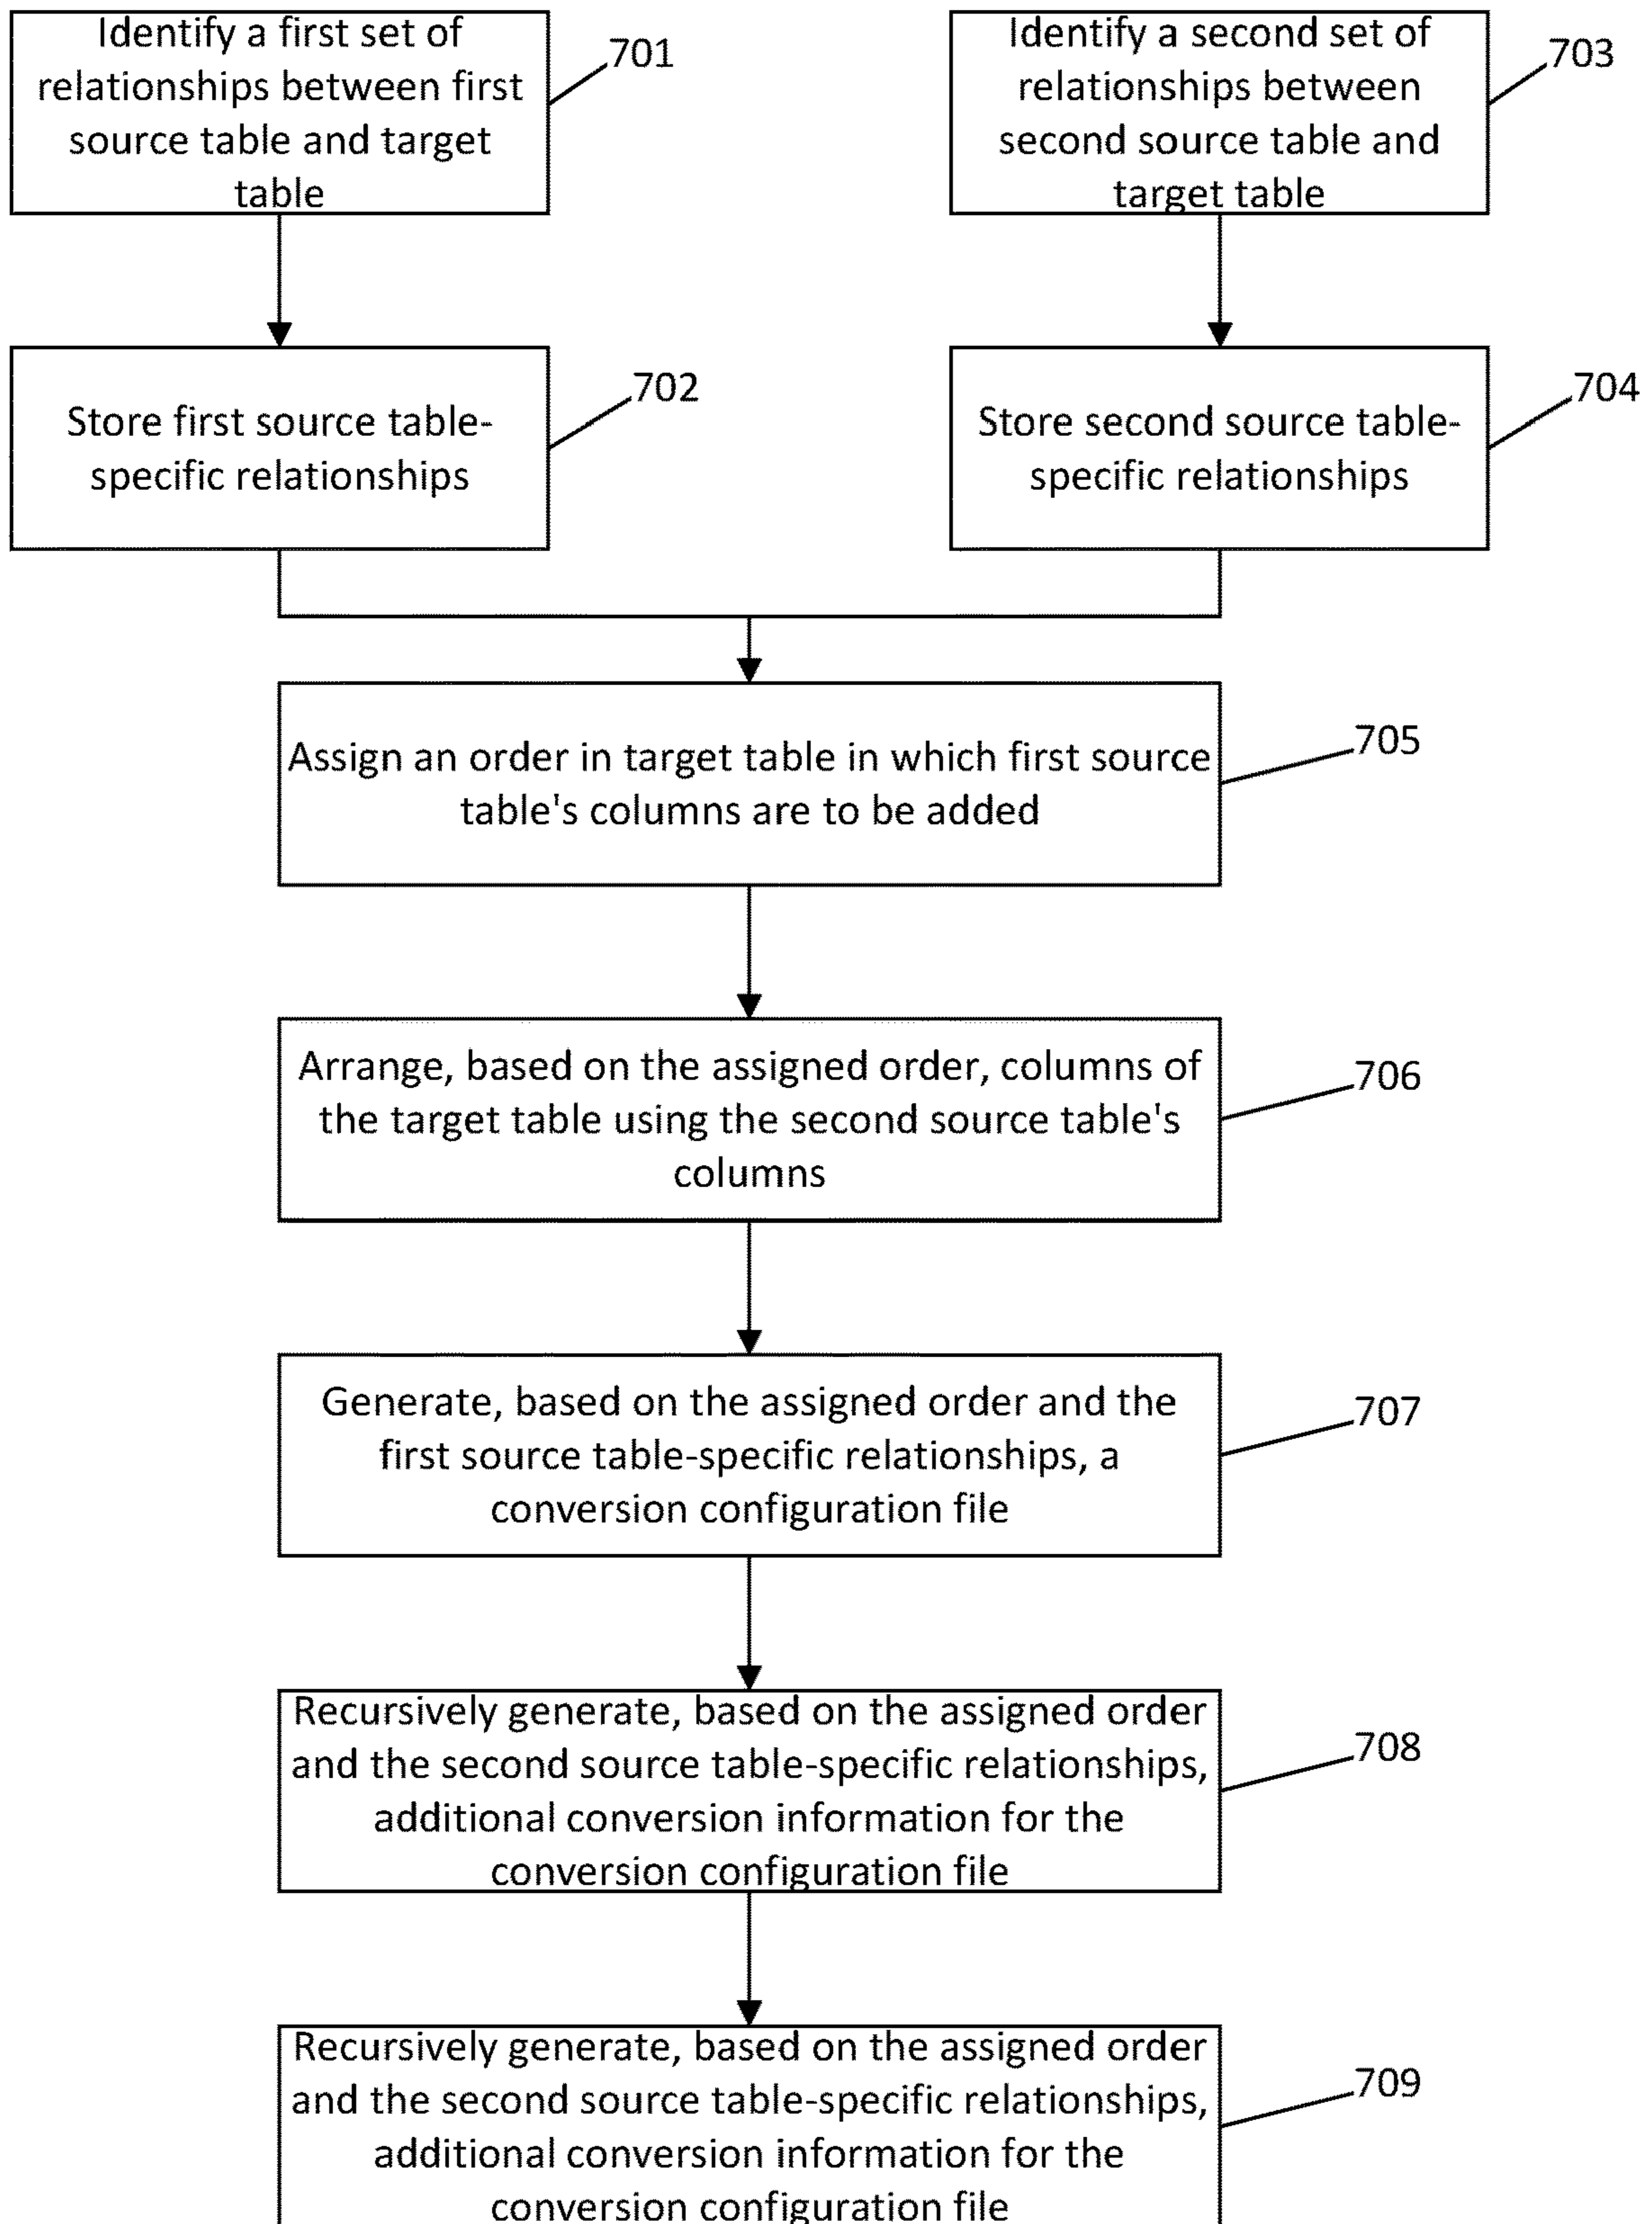 Identify a first set of
relationships between first
source table and target
table
701
Identify a second set of
relationships between
second source table and
target table
703
Store first source table-
specific relationships
702
Store second source table-
specific relationships
704
Assign an order in target table in which first source
table's columns are to be added
705
Arrange, based on the assigned order, columns of
the target table using the second source table's
columns
706
Generate, based on the assigned order and the
first source table-specific relationships, a
conversion configuration file
707
Recursively generate, based on the assigned order
and the second source table-specific relationships,
additional conversion information for the
conversion configuration file
708
Recursively generate, based on the assigned order
and the second source table-specific relationships,
additional conversion information for the
conversion configuration file
709